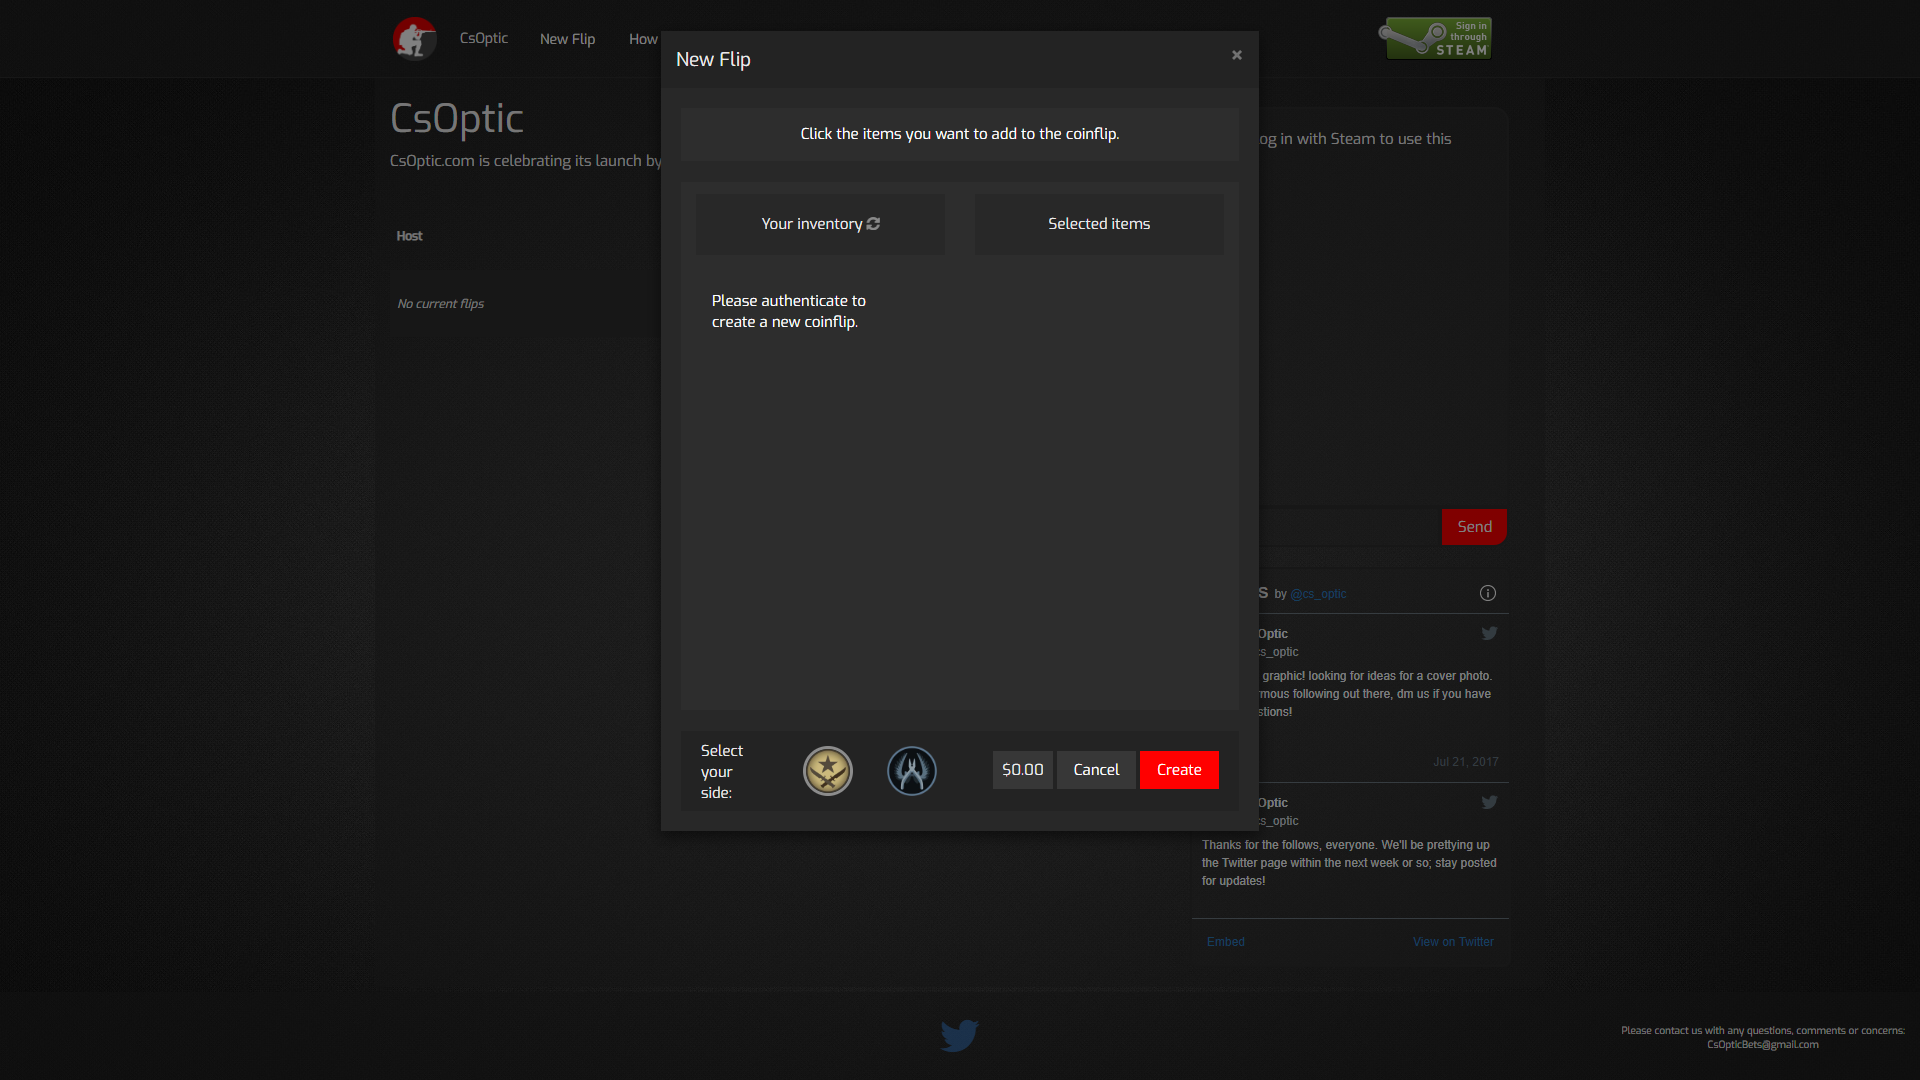 CsOptic
New Flip
How
Sign in
through
STEAM
New Flip
×
CsOptic
CsOptic.com is celebrating its launch by
Host
No current flips
Click the items you want to add to the coinflip.
Your inventory
Selected items
Please authenticate to
create a new coinflip.
Select
your
side:
$0.00
Cancel
Create
og in with Steam to use this
Send
S by @cs_optic
Optic
cs_optic
graphic! looking for ideas for a cover photo.
rmous following out there, dm us if you have
stions!
Jul 21, 2017
Optic
cs_optic
Thanks for the follows, everyone. We'll be prettying up
the Twitter page within the next week or so; stay posted
for updates!
Embed
View on Twitter
Please contact us with any questions, comments or concerns:
CsOpticBets@gmail.com